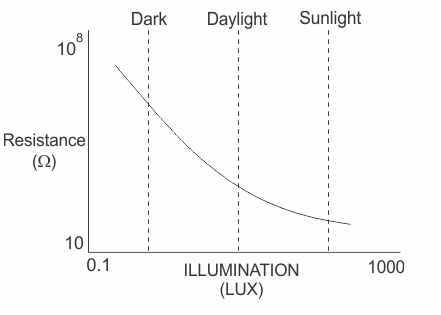 Dark Daylight Sunlight
10⁸
Resistance
(Ω)
10
0.1 1000
ILLUMINATION
(LUX)